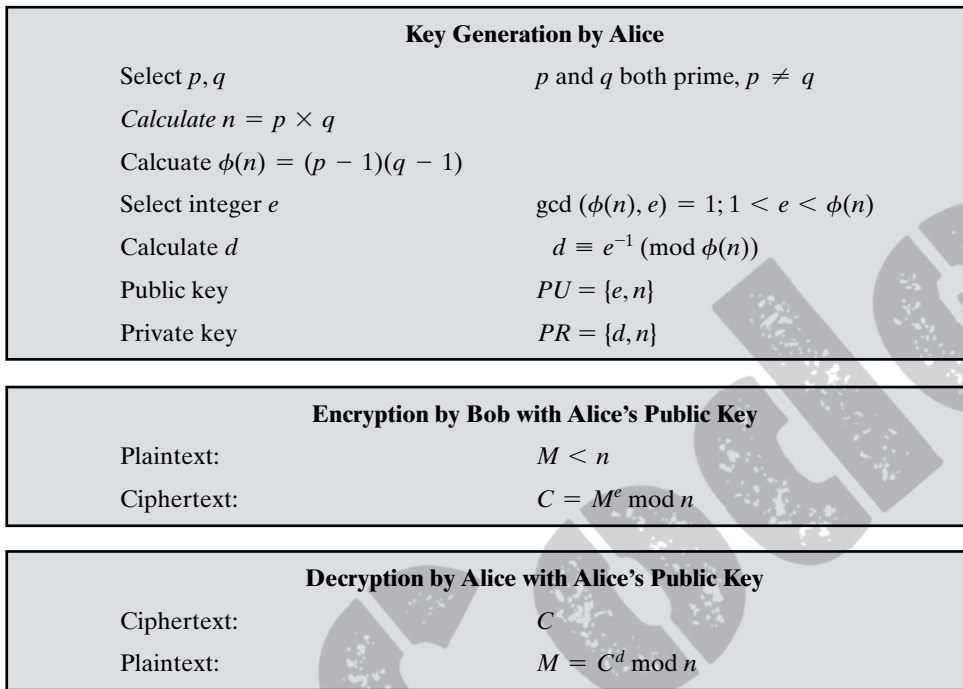 Key Generation by Alice
Select p, q p and q both prime, p ≠ q
Calculate n = p × q
Calcuate ϕ(n) = (p − 1)(q − 1)
Select integer e gcd (ϕ(n), e) = 1; 1 < e < ϕ(n)
Calculate d d ≡ e⁻¹ (mod ϕ(n))
Public key PU = {e, n}
Private key PR = {d, n}
Encryption by Bob with Alice’s Public Key
Plaintext: M < n
Ciphertext: C = Mᵉ mod n
Decryption by Alice with Alice’s Public Key
Ciphertext: C
Plaintext: M = Cᵈ mod n